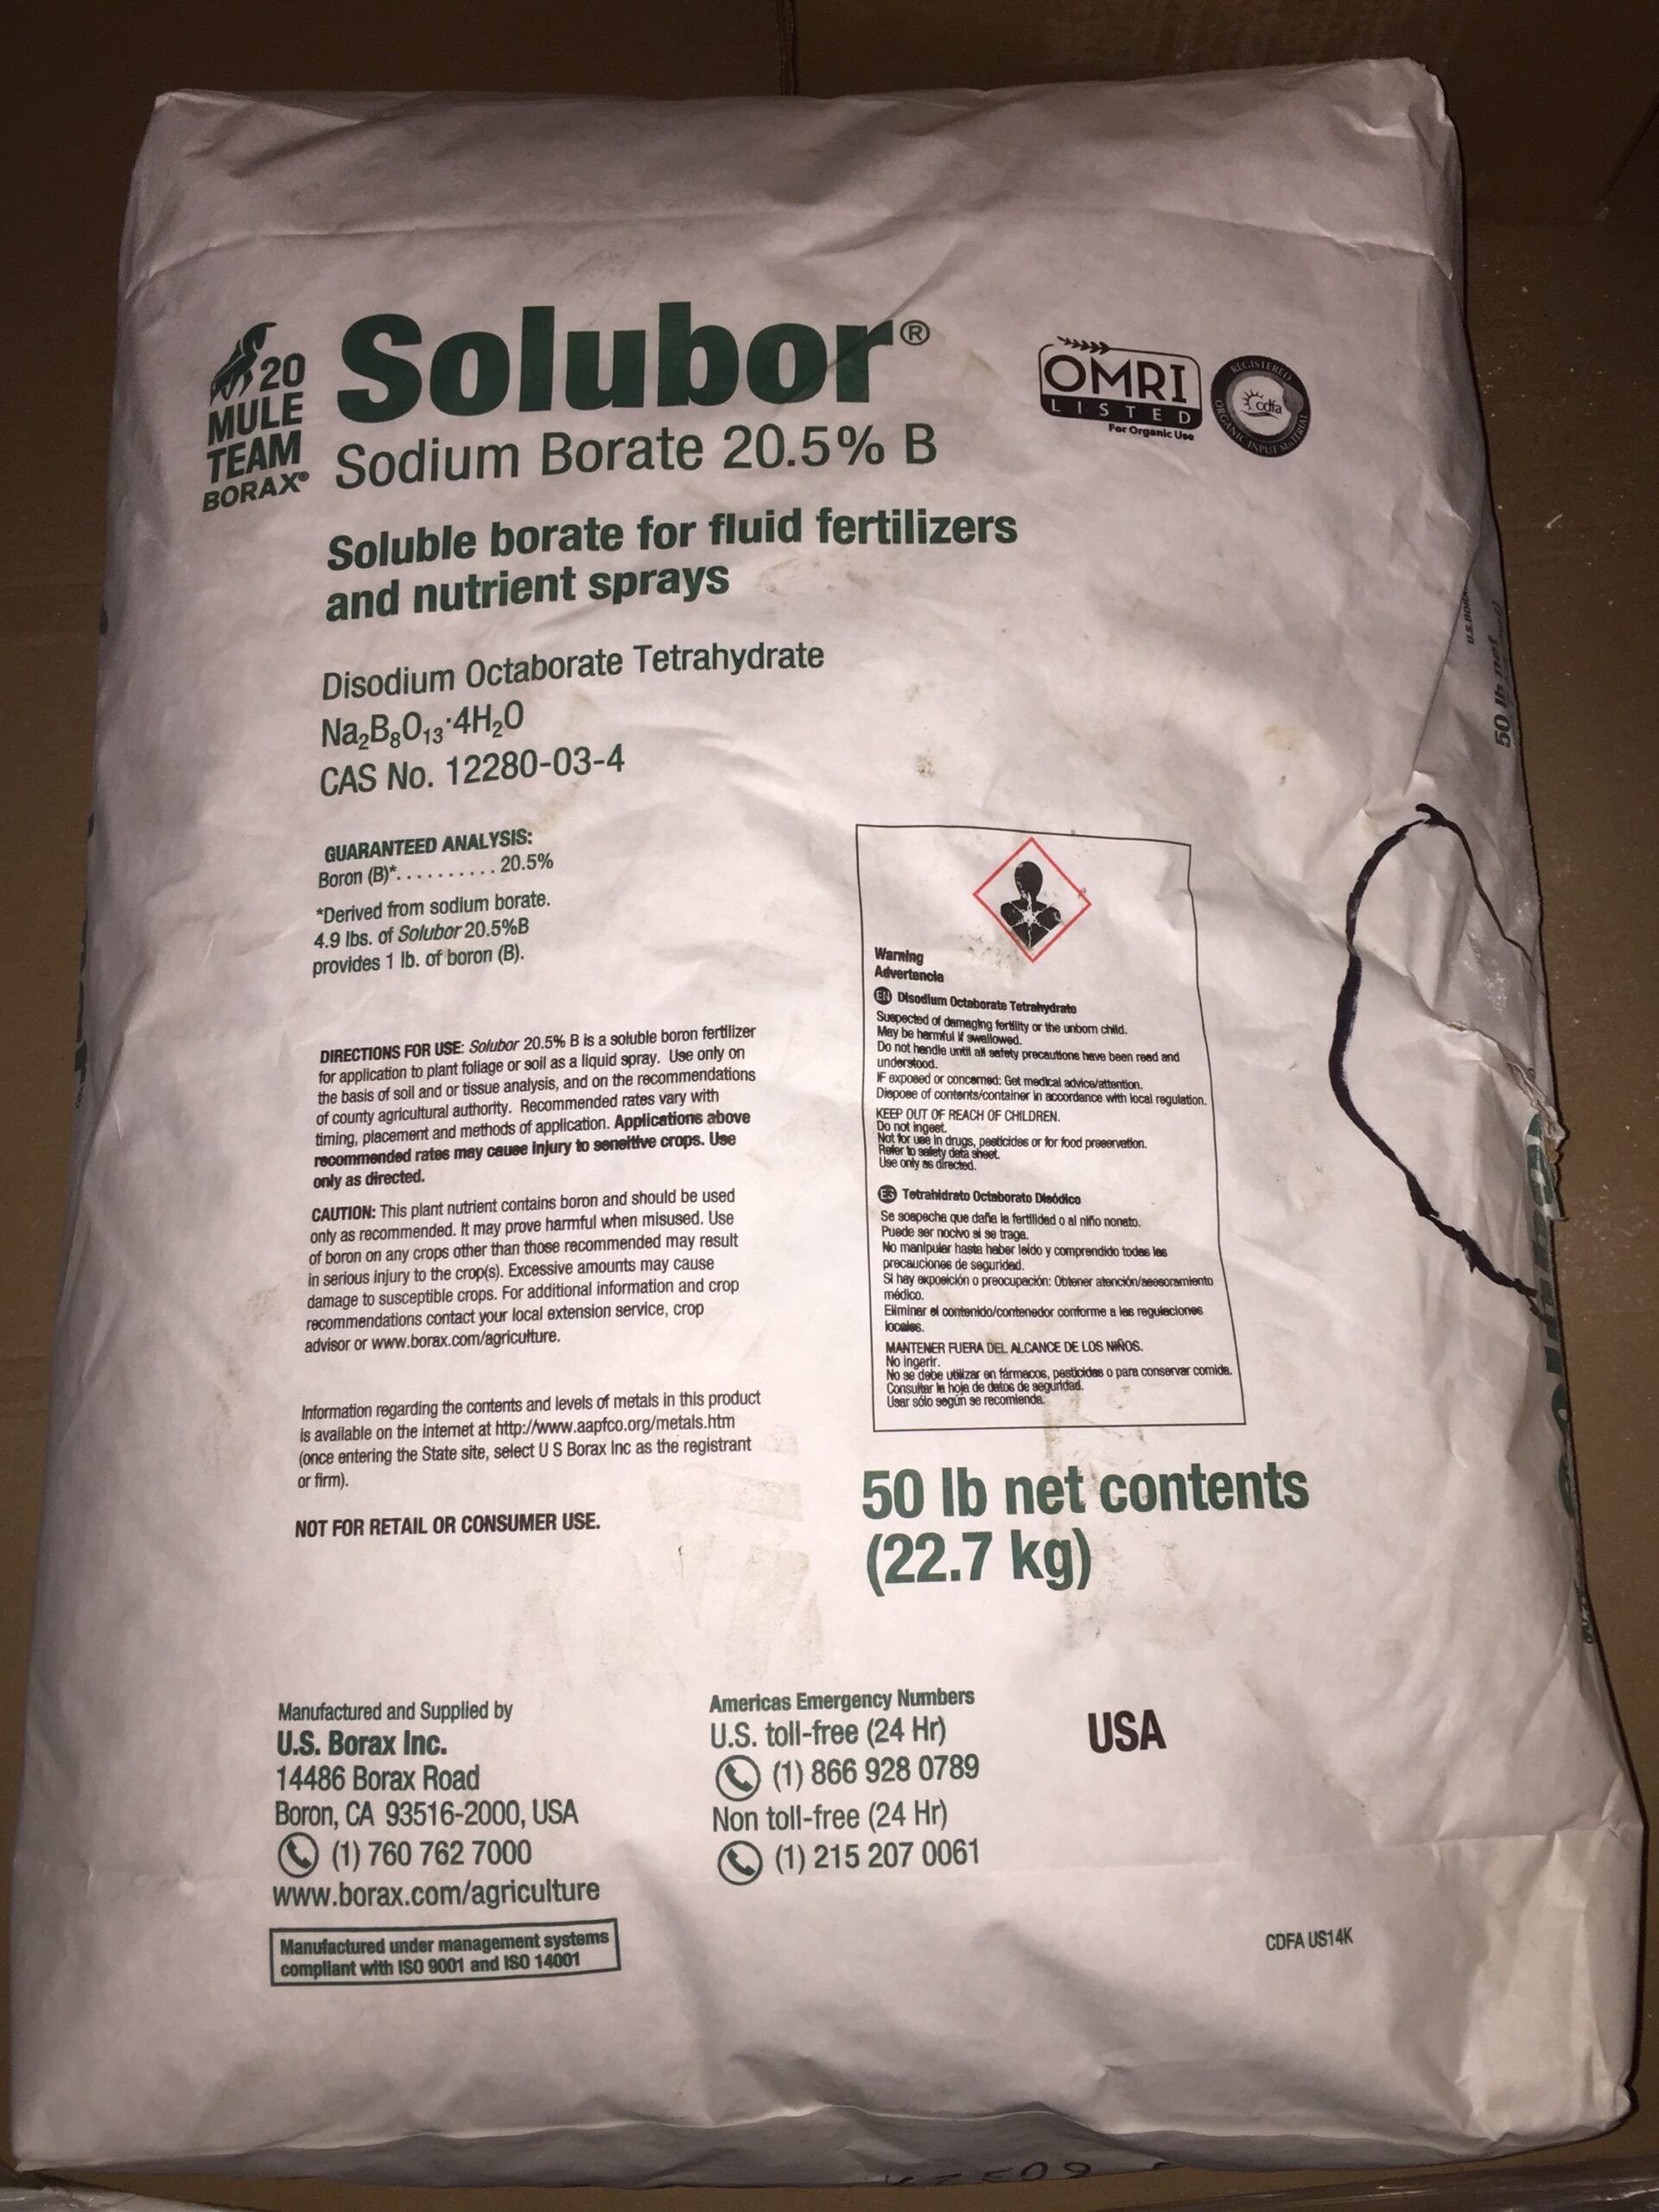 20
MULE
TEAM
BORAX®
Solubor®
Sodium Borate 20.5% B
OMRI
LISTED
For Organic Use
REGISTERED
cdfa
ORGANIC INPUT MATERIAL
Soluble borate for fluid fertilizers
and nutrient sprays
Disodium Octaborate Tetrahydrate
Na₂B₈O₁₃·4H₂O
CAS No. 12280-03-4
GUARANTEED ANALYSIS:
Boron (B)*.......... 20.5%
*Derived from sodium borate.
4.9 lbs. of Solubor 20.5%B
provides 1 lb. of boron (B).
DIRECTIONS FOR USE: Solubor 20.5% B is a soluble boron fertilizer
for application to plant foliage or soil as a liquid spray. Use only on
the basis of soil and or tissue analysis, and on the recommendations
of county agricultural authority. Recommended rates vary with
timing, placement and methods of application. Applications above
recommended rates may cause injury to sensitive crops. Use
only as directed.
CAUTION: This plant nutrient contains boron and should be used
only as recommended. It may prove harmful when misused. Use
of boron on any crops other than those recommended may result
in serious injury to the crop(s). Excessive amounts may cause
damage to susceptible crops. For additional information and crop
recommendations contact your local extension service, crop
advisor or www.borax.com/agriculture.
Information regarding the contents and levels of metals in this product
is available on the internet at http://www.aapfco.org/metals.htm
(once entering the State site, select U S Borax Inc as the registrant
or firm).
NOT FOR RETAIL OR CONSUMER USE.
Warning
Advertencia
EN Disodium Octaborate Tetrahydrate
Suspected of damaging fertility or the unborn child.
May be harmful if swallowed.
Do not handle until all safety precautions have been read and
understood.
IF exposed or concerned: Get medical advice/attention.
Dispose of contents/container in accordance with local regulation.
KEEP OUT OF REACH OF CHILDREN.
Do not ingest.
Not for use in drugs, pesticides or for food preservation.
Refer to safety data sheet.
Use only as directed.
ES Tetrahidrato Octaborato Disódico
Se sospecha que daña la fertilidad o al niño nonato.
Puede ser nocivo si se traga.
No manipular hasta haber leído y comprendido todas las
precauciones de seguridad.
Si hay exposición o preocupación: Obtener atención/asesoramiento
médico.
Eliminar el contenido/contenedor conforme a las regulaciones
locales.
MANTENER FUERA DEL ALCANCE DE LOS NIÑOS.
No ingerir.
No se debe utilizar en fármacos, pesticidas o para conservar comida.
Consultar la hoja de datos de seguridad.
Usar sólo según se recomienda.
50 lb net contents
(22.7 kg)
Manufactured and Supplied by
U.S. Borax Inc.
14486 Borax Road
Boron, CA 93516-2000, USA
(1) 760 762 7000
www.borax.com/agriculture
Manufactured under management systems
compliant with ISO 9001 and ISO 14001
Americas Emergency Numbers
U.S. toll-free (24 Hr)
(1) 866 928 0789
Non toll-free (24 Hr)
(1) 215 207 0061
USA
CDFA US14K
50 lb net